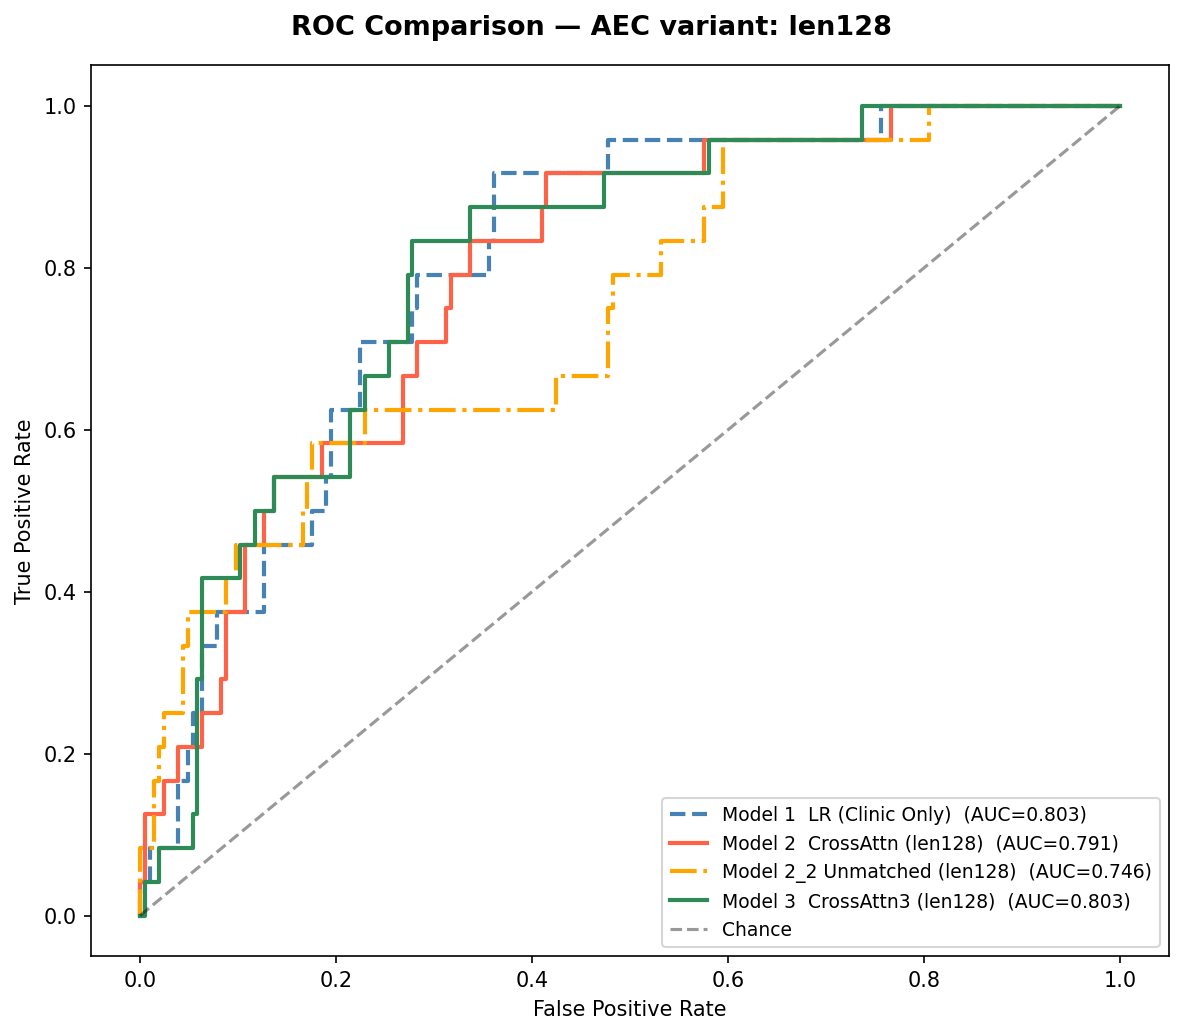 ROC Comparison — AEC variant: len128
True Positive Rate
1.0
0.8
0.6
0.4
0.2
0.0
Model 1  LR (Clinic Only)  (AUC=0.803)
Model 2  CrossAttn (len128)  (AUC=0.791)
Model 2_2 Unmatched (len128)  (AUC=0.746)
Model 3  CrossAttn3 (len128)  (AUC=0.803)
Chance
0.0 0.2 0.4 0.6 0.8 1.0
False Positive Rate